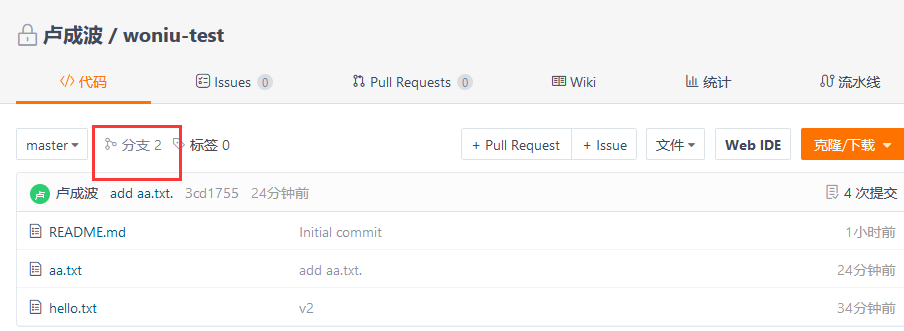 卢成波 / woniu-test
代码 Issues 0 Pull Requests 0 Wiki 统计 流水线
master 分支 2 标签 0 + Pull Request + Issue 文件 Web IDE 克隆/下载
卢 卢成波 add aa.txt. 3cd1755 24分钟前 4 次提交
README.md Initial commit 1小时前
aa.txt add aa.txt. 24分钟前
hello.txt v2 34分钟前